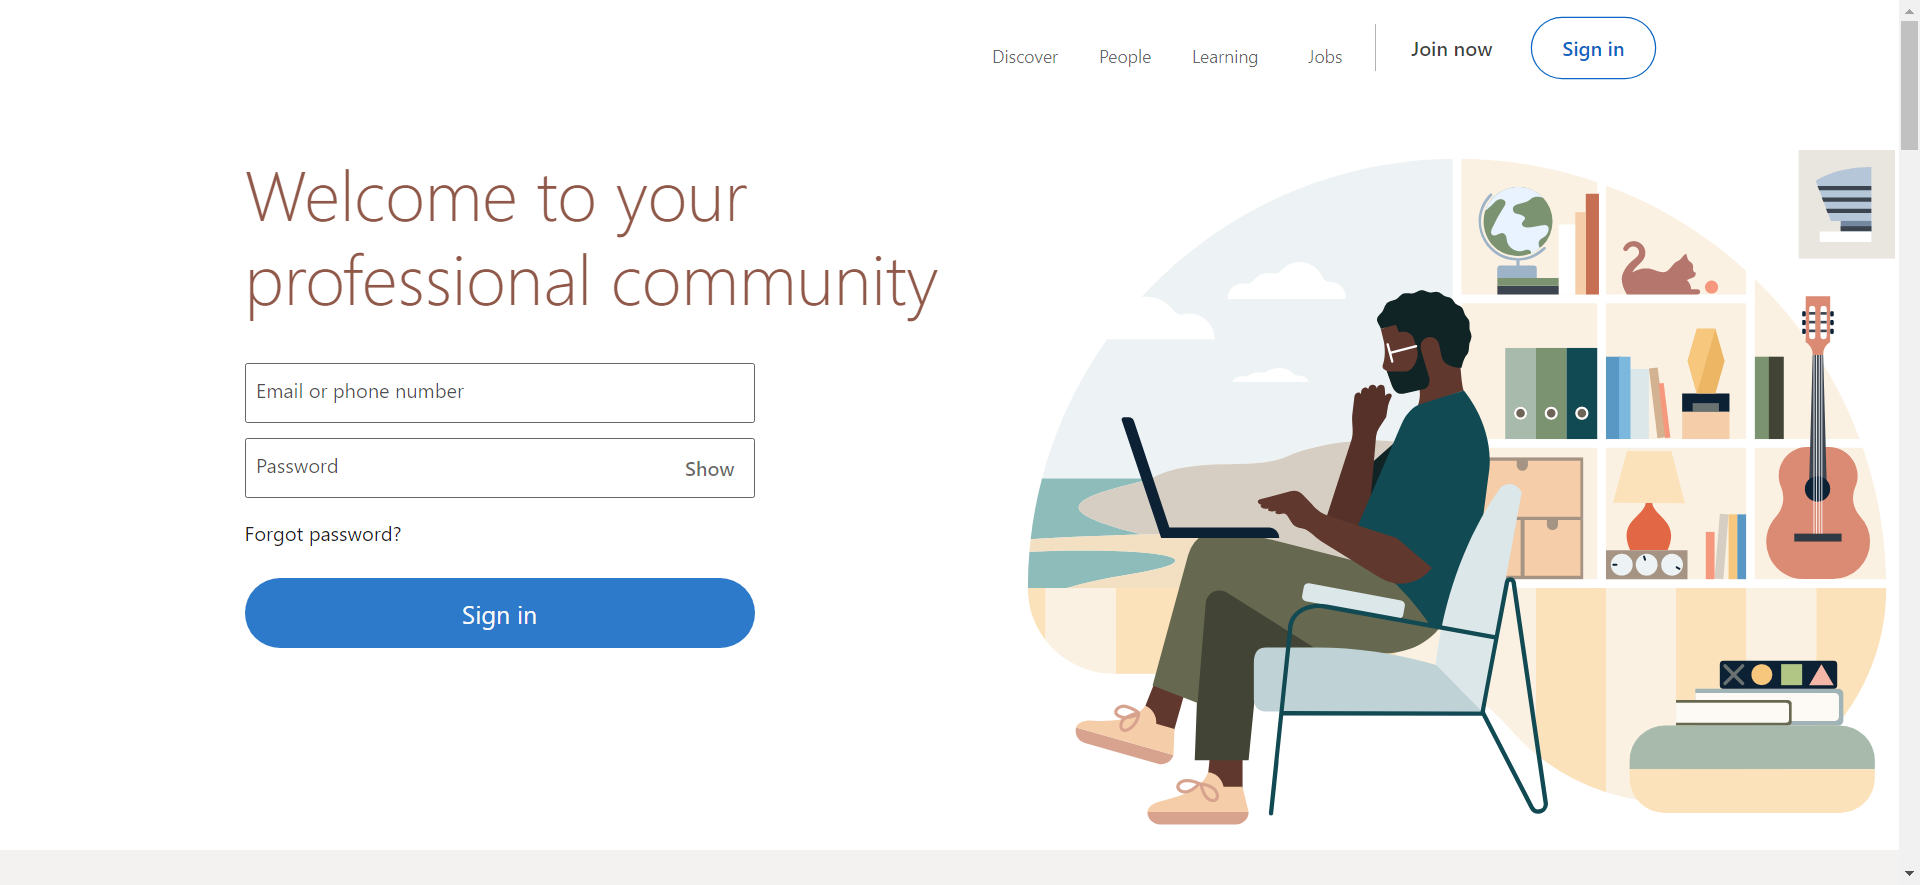 Discover People Learning Jobs Join now Sign in
Welcome to your
professional community
Email or phone number
Password Show
Forgot password?
Sign in